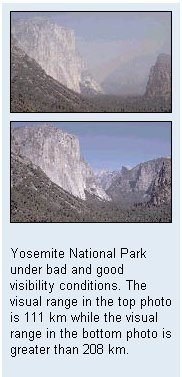 Yosemite National Park
under bad and good
visibility conditions. The
visual range in the top photo
is 111 km while the visual
range in the bottom photo is
greater than 208 km.